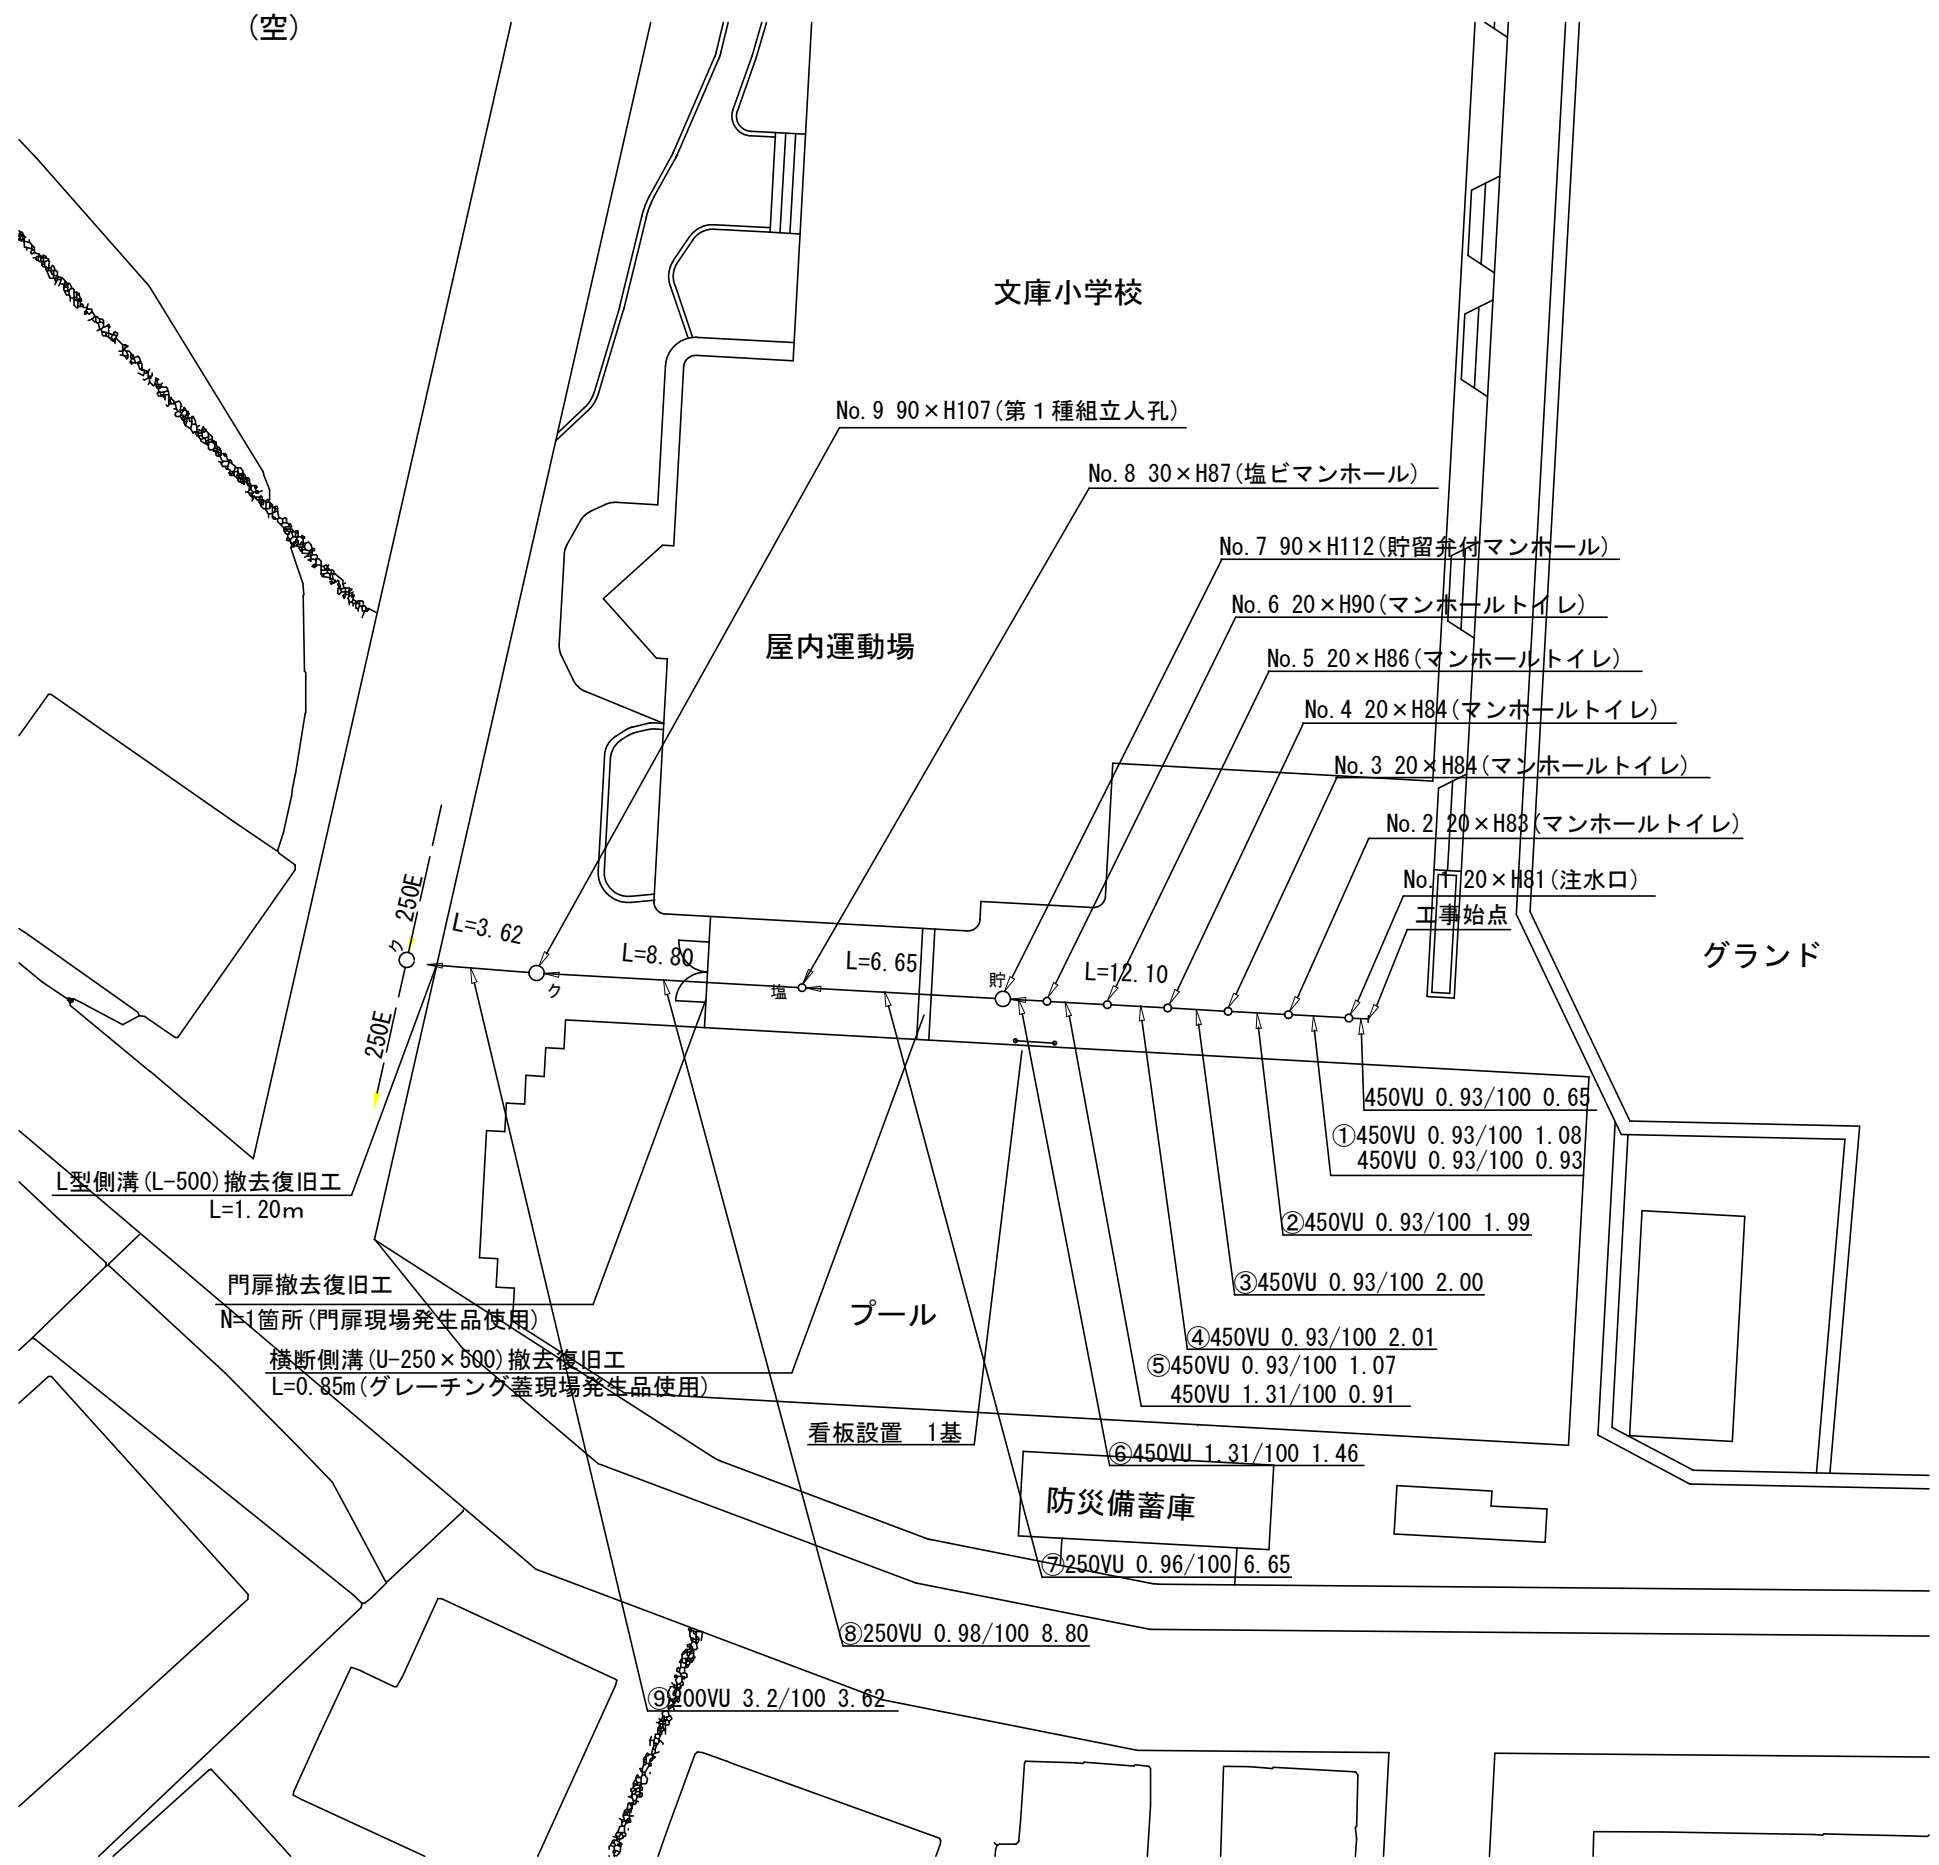 (空)
文庫小学校
No.9 90×H107(第1種組立人孔)
No.8 30×H87(塩ビマンホール)
No.7 90×H112(貯留弁付マンホール)
No.6 20×H90(マンホールトイレ)
屋内運動場
No.5 20×H86(マンホールトイレ)
No.4 20×H84(マンホールトイレ)
No.3 20×H84(マンホールトイレ)
No.2 20×H83(マンホールトイレ)
No.1 20×H81(注水口)
工事始点
グランド
250E
ク
L=3.62
L=8.80
L=6.65
L=12.10
ク
塩
貯
250E
450VU 0.93/100 0.65
①450VU 0.93/100 1.08
450VU 0.93/100 0.93
L型側溝(L-500)撤去復旧工
L=1.20m
②450VU 0.93/100 1.99
③450VU 0.93/100 2.00
門扉撤去復旧工
N=1箇所(門扉現場発生品使用)
プール
④450VU 0.93/100 2.01
横断側溝(U-250×500)撤去復旧工
L=0.85m(グレーチング蓋現場発生品使用)
⑤450VU 0.93/100 1.07
450VU 1.31/100 0.91
看板設置 1基
⑥450VU 1.31/100 1.46
防災備蓄庫
⑦250VU 0.96/100 6.65
⑧250VU 0.98/100 8.80
⑨200VU 3.2/100 3.62